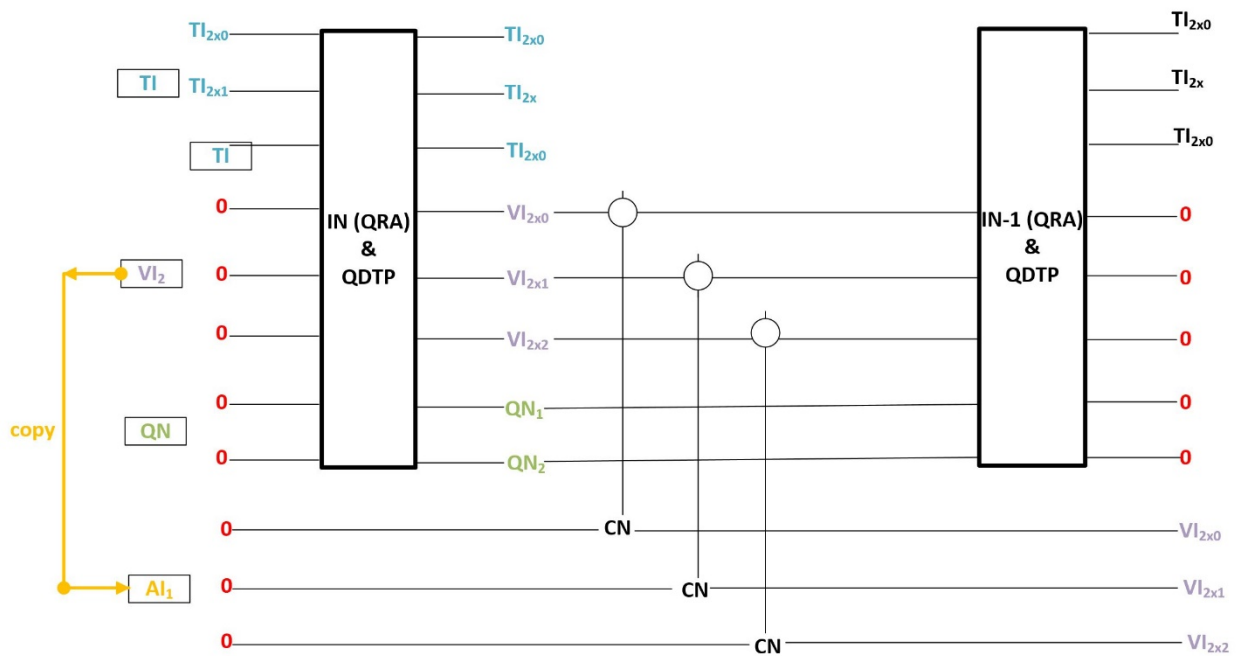 TI₂ₓ₀ TI₂ₓ₀ TI₂ₓ₀
TI TI₂ₓ₁ TI₂ₓ TI₂ₓ
TI TI₂ₓ₀ TI₂ₓ₀
0 IN (QRA) VI₂ₓ₀ IN-1 (QRA) 0
& &
VI₂ 0 QDTP VI₂ₓ₁ QDTP 0
0 VI₂ₓ₂ 0
0 QN₁ 0
copy QN
0 QN₂ 0
0 CN VI₂ₓ₀
AI₁ 0 CN VI₂ₓ₁
0 CN VI₂ₓ₂